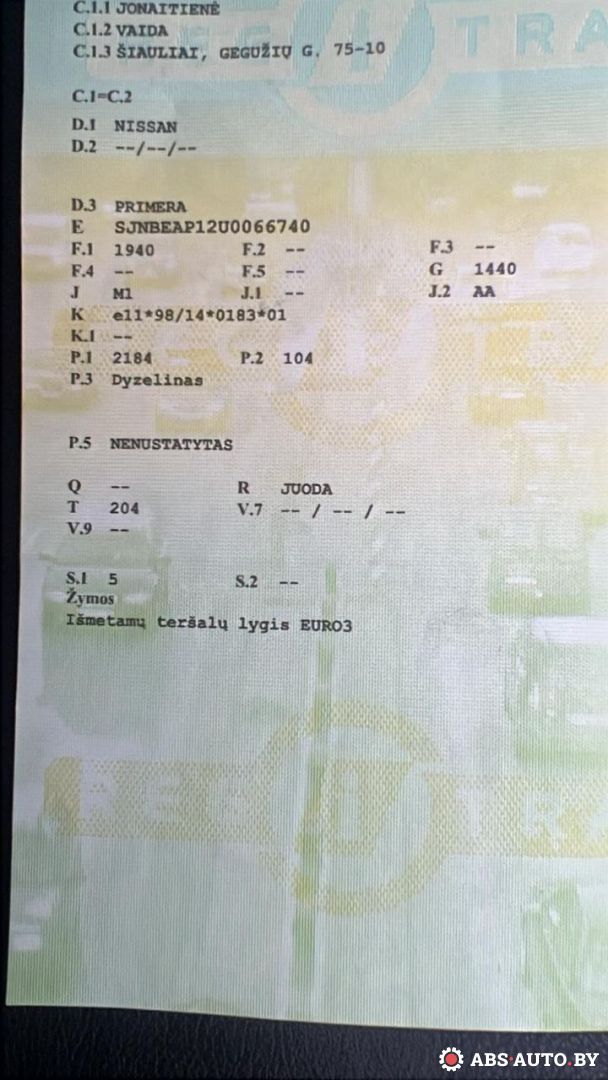 C.1.1 JONAITIENĖ
C.1.2 VAIDA
C.1.3 ŠIAULIAI, GEGUŽIŲ G. 75-10
C.1=C.2
D.1 NISSAN
D.2 --/--/--
D.3 PRIMERA
E SJNBEAP12U0066740
F.1 1940 F.2 -- F.3 --
F.4 -- F.5 -- G 1440
J M1 J.1 -- J.2 AA
K e11*98/14*0183*01
K.1 --
P.1 2184 P.2 104
P.3 Dyzelinas
P.5 NENUSTATYTAS
Q -- R JUODA
T 204 V.7 -- / -- / --
V.9 --
S.1 5 S.2 --
Žymos
Išmetamų teršalų lygis EURO3
REGITRA
ABS-AUTO.BY